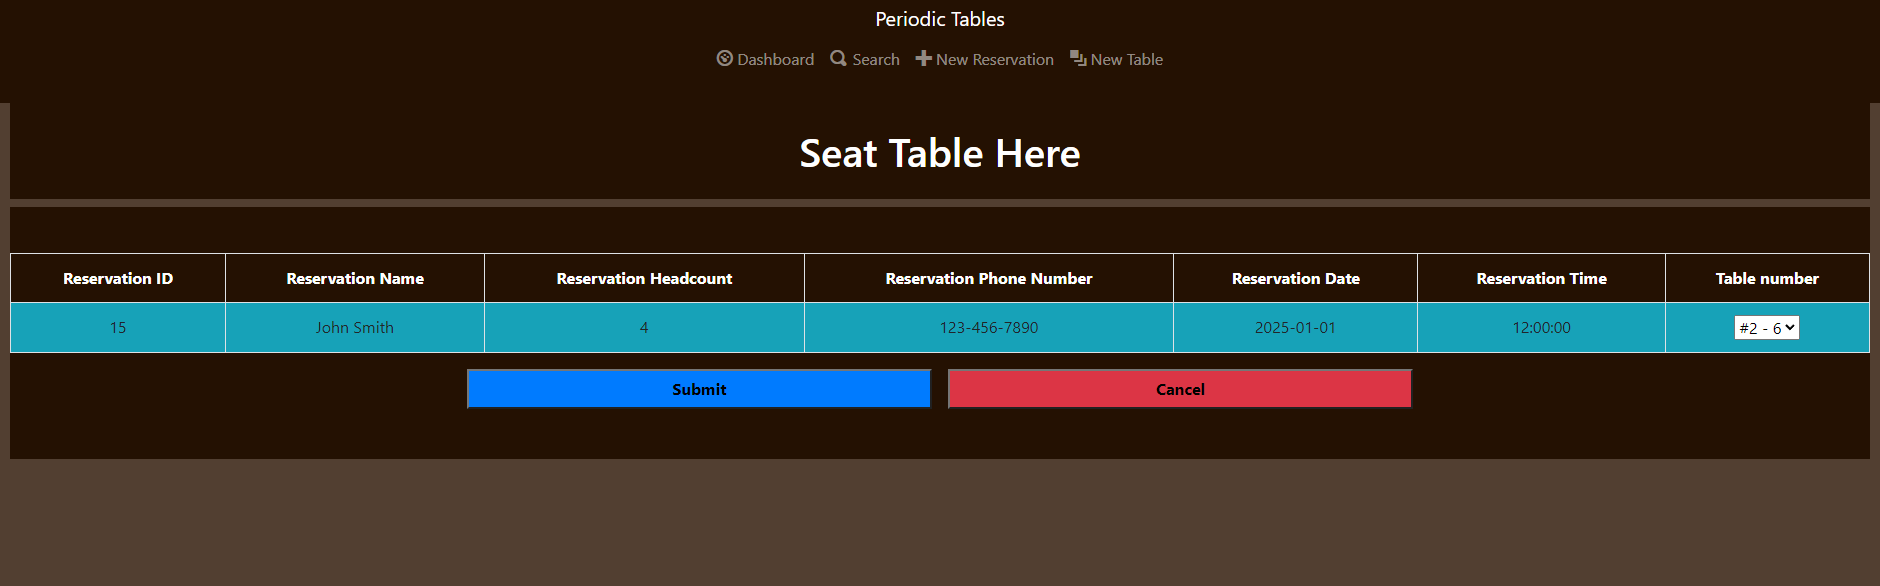 Periodic Tables
Dashboard Search New Reservation New Table
Seat Table Here
Reservation ID Reservation Name Reservation Headcount Reservation Phone Number Reservation Date Reservation Time Table number
15 John Smith 4 123-456-7890 2025-01-01 12:00:00 #2 - 6
Submit Cancel